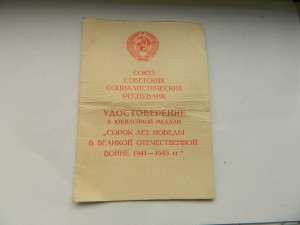 СОЮЗ
СОВЕТСКИХ
СОЦИАЛИСТИЧЕСКИХ
РЕСПУБЛИК
УДОСТОВЕРЕНИЕ
К ЮБИЛЕЙНОЙ МЕДАЛИ
„СОРОК ЛЕТ ПОБЕДЫ
В ВЕЛИКОЙ ОТЕЧЕСТВЕННОЙ
ВОЙНЕ 1941—1945 гг."